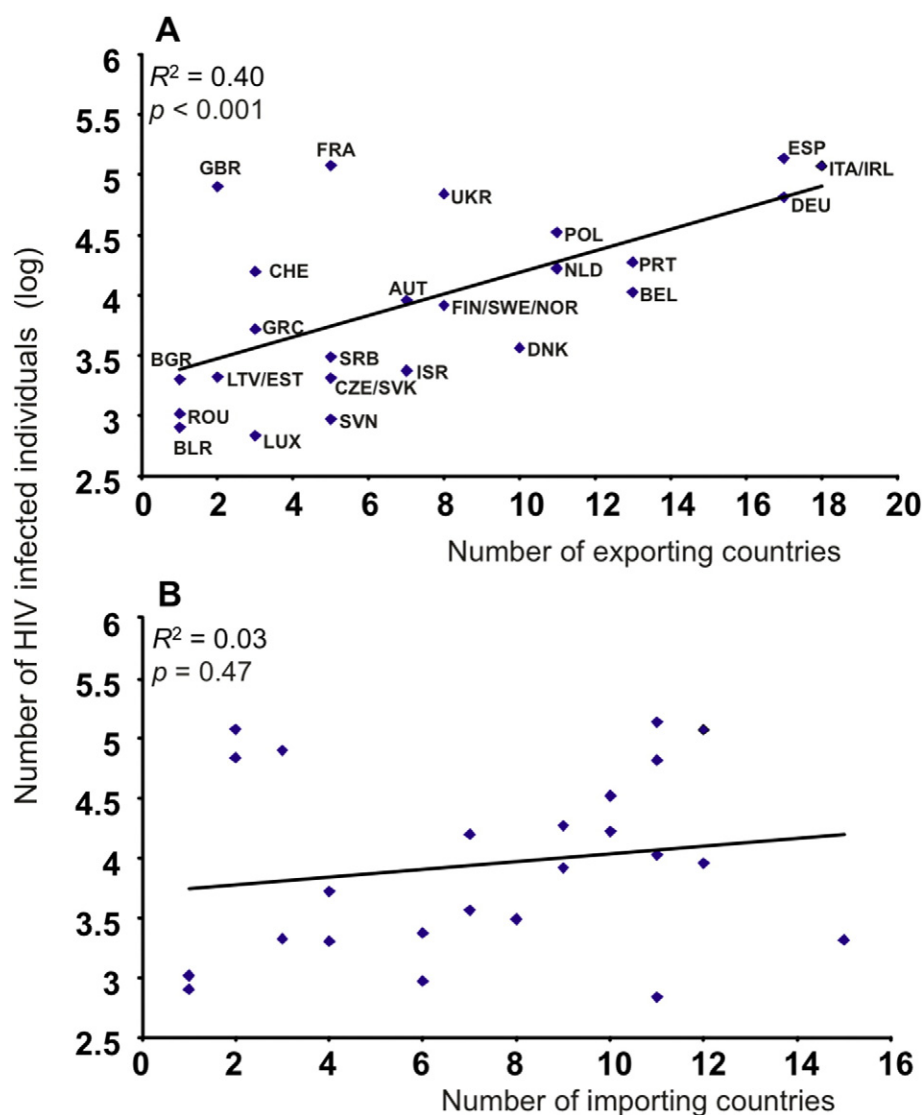 A
6
R² = 0.40
p < 0.001
5.5
FRA
ESP
GBR
ITA/IRL
5
UKR
DEU
4.5
POL
CHE
NLD
PRT
4
AUT
BEL
FIN/SWE/NOR
GRC
3.5
BGR
SRB
DNK
LTV/EST
ISR
CZE/SVK
3
ROU
SVN
BLR
LUX
2.5
0 2 4 6 8 10 12 14 16 18 20
Number of exporting countries
Number of HIV infected individuals (log)
B
6
R² = 0.03
p = 0.47
5.5
5
4.5
4
3.5
3
2.5
0 2 4 6 8 10 12 14 16
Number of importing countries